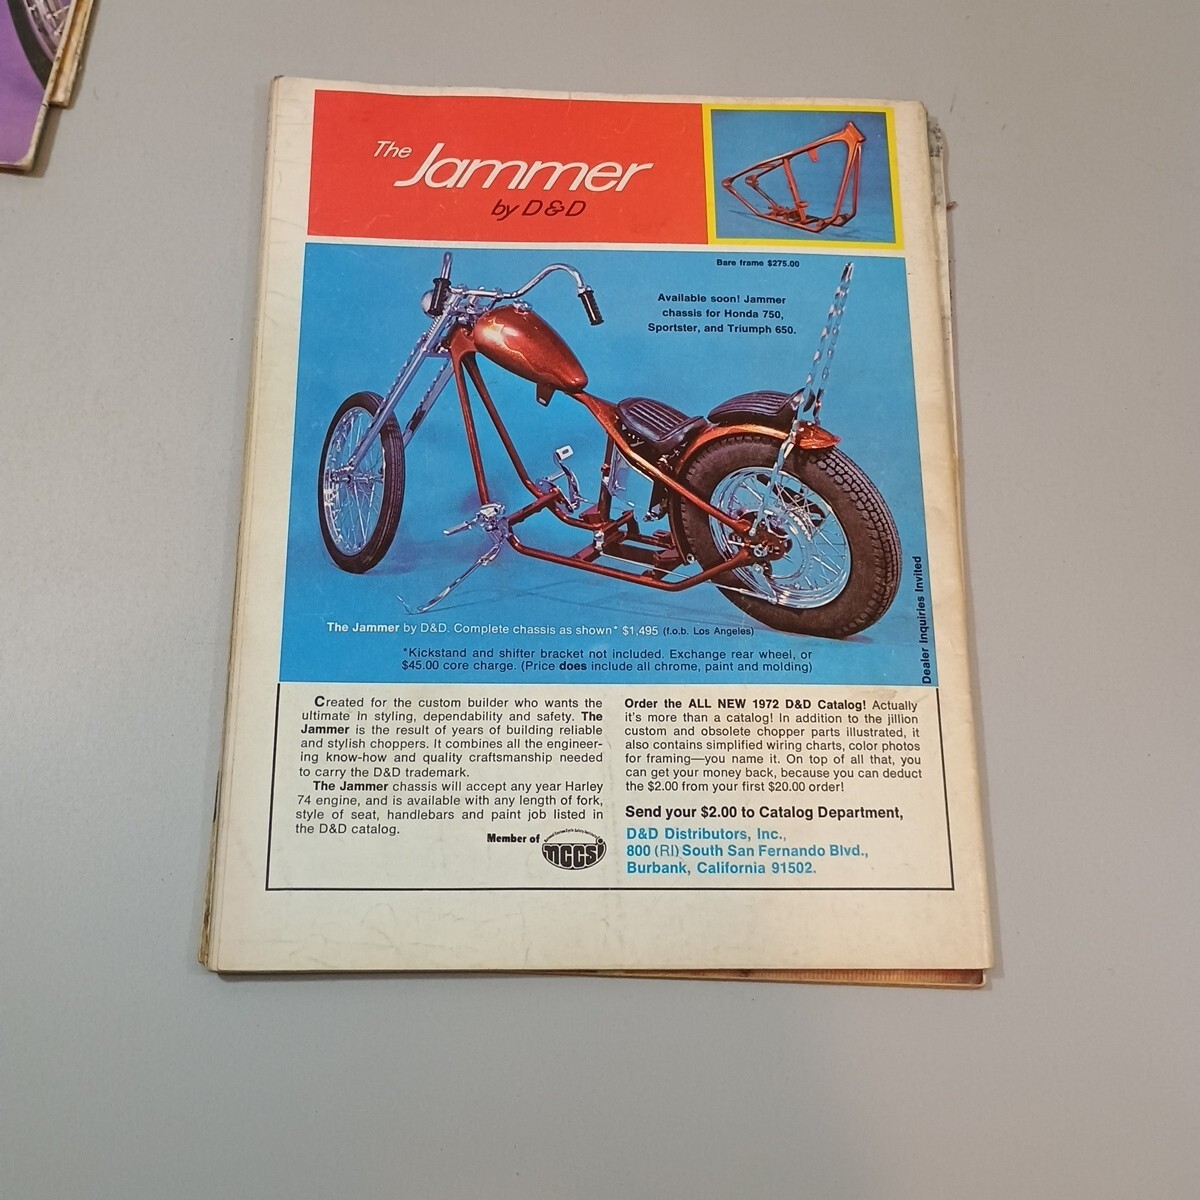 The Jammer
by D&D
Bare frame $275.00
Available soon! Jammer
chassis for Honda 750,
Sportster, and Triumph 650.
The Jammer by D&D. Complete chassis as shown* $1,495 (f.o.b. Los Angeles)
*Kickstand and shifter bracket not included. Exchange rear wheel, or
$45.00 core charge. (Price does include all chrome, paint and molding)
Dealer Inquiries Invited
Created for the custom builder who wants the
ultimate in styling, dependability and safety. The
Jammer is the result of years of building reliable
and stylish choppers. It combines all the engineer-
ing know-how and quality craftsmanship needed
to carry the D&D trademark.
The Jammer chassis will accept any year Harley
74 engine, and is available with any length of fork,
style of seat, handlebars and paint job listed in
the D&D catalog.
Member of
nccsi
Order the ALL NEW 1972 D&D Catalog! Actually
it's more than a catalog! In addition to the jillion
custom and obsolete chopper parts illustrated, it
also contains simplified wiring charts, color photos
for framing—you name it. On top of all that, you
can get your money back, because you can deduct
the $2.00 from your first $20.00 order!
Send your $2.00 to Catalog Department,
D&D Distributors, Inc.,
800 (RI) South San Fernando Blvd.,
Burbank, California 91502.